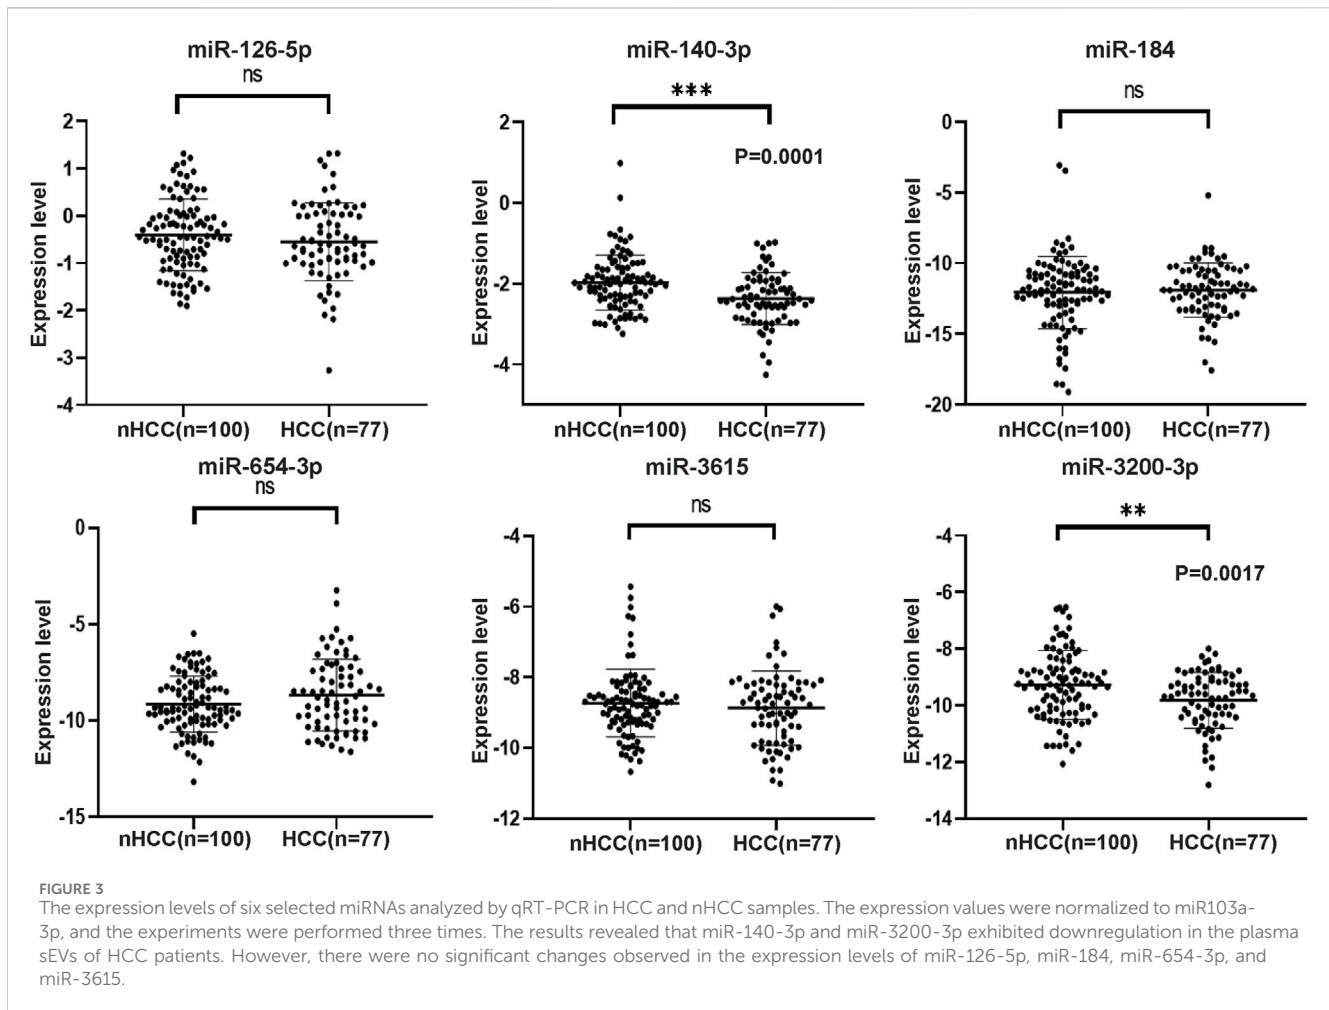 miR-126-5p
ns
Expression level
2
1
0
-1
-2
-3
-4
nHCC(n=100) HCC(n=77)
miR-140-3p
***
P=0.0001
Expression level
2
0
-2
-4
nHCC(n=100) HCC(n=77)
miR-184
ns
Expression level
0
-5
-10
-15
-20
nHCC(n=100) HCC(n=77)
miR-654-3p
ns
Expression level
0
-5
-10
-15
nHCC(n=100) HCC(n=77)
miR-3615
ns
Expression level
-4
-6
-8
-10
-12
nHCC(n=100) HCC(n=77)
miR-3200-3p
**
P=0.0017
Expression level
-4
-6
-8
-10
-12
-14
nHCC(n=100) HCC(n=77)
FIGURE 3
The expression levels of six selected miRNAs analyzed by qRT-PCR in HCC and nHCC samples. The expression values were normalized to miR103a-
3p, and the experiments were performed three times. The results revealed that miR-140-3p and miR-3200-3p exhibited downregulation in the plasma
sEVs of HCC patients. However, there were no significant changes observed in the expression levels of miR-126-5p, miR-184, miR-654-3p, and
miR-3615.